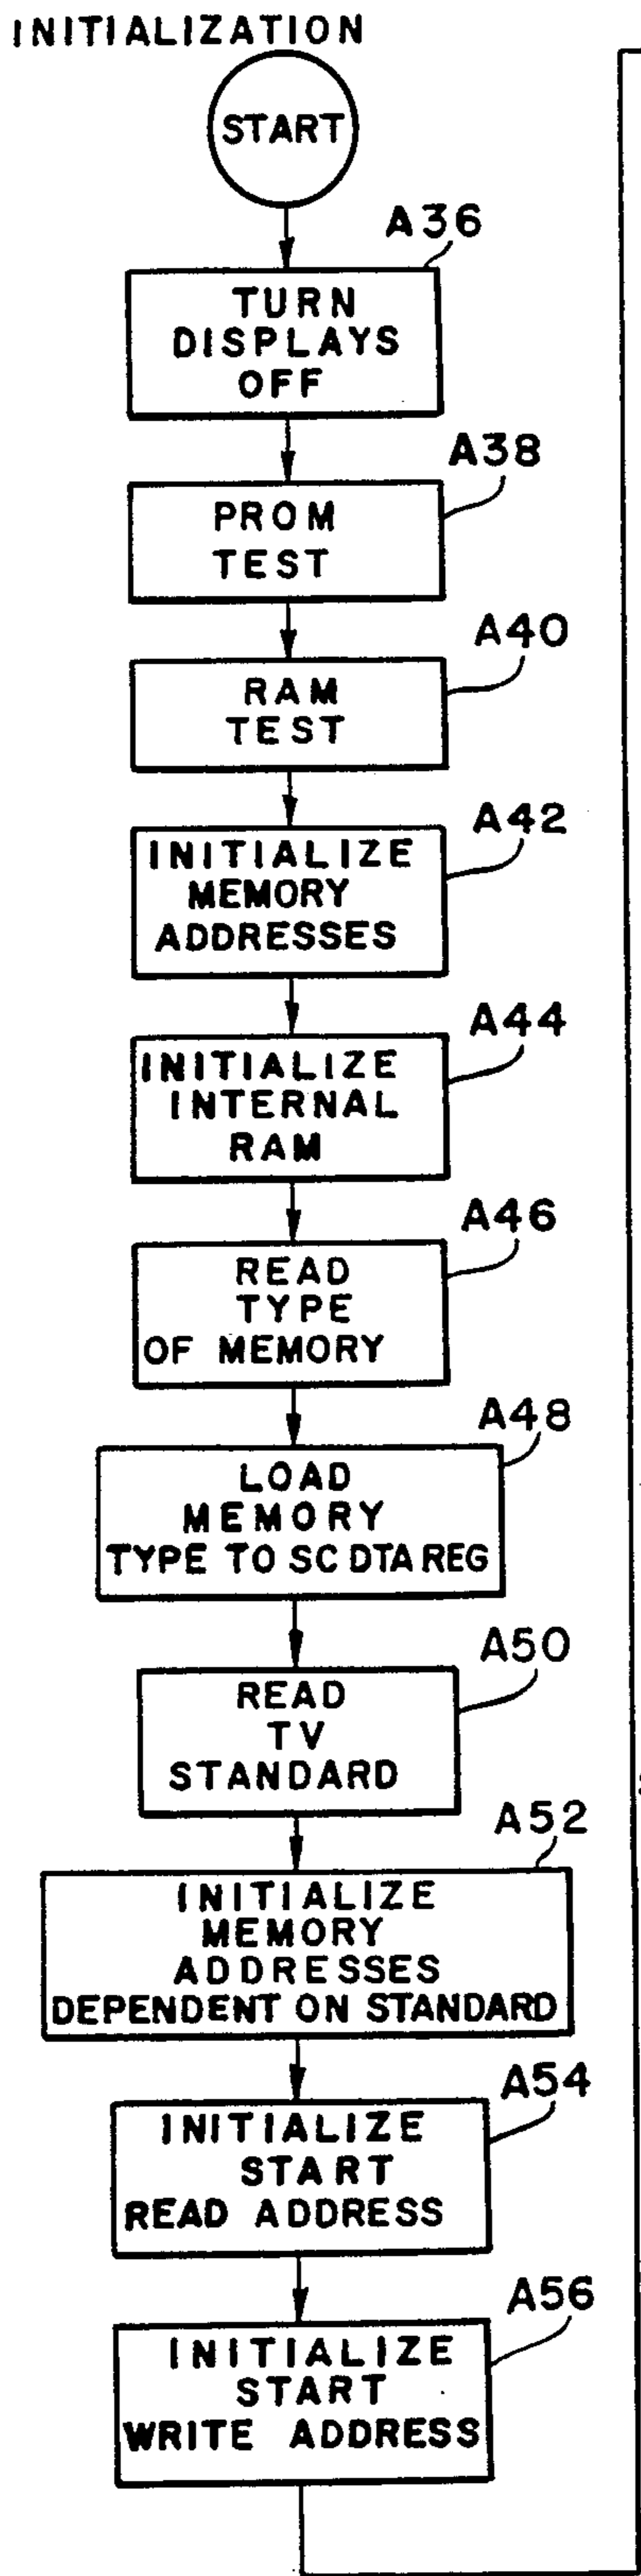 INITIALIZATION
START
A36
TURN
DISPLAYS
OFF
A38
PROM
TEST
A40
RAM
TEST
A42
INITIALIZE
MEMORY
ADDRESSES
A44
INITIALIZE
INTERNAL
RAM
A46
READ
TYPE
OF MEMORY
A48
LOAD
MEMORY
TYPE TO SC DTA REG
A50
READ
TV
STANDARD
A52
INITIALIZE
MEMORY
ADDRESSES
DEPENDENT ON STANDARD
A54
INITIALIZE
START
READ ADDRESS
A56
INITIALIZE
START
WRITE ADDRESS